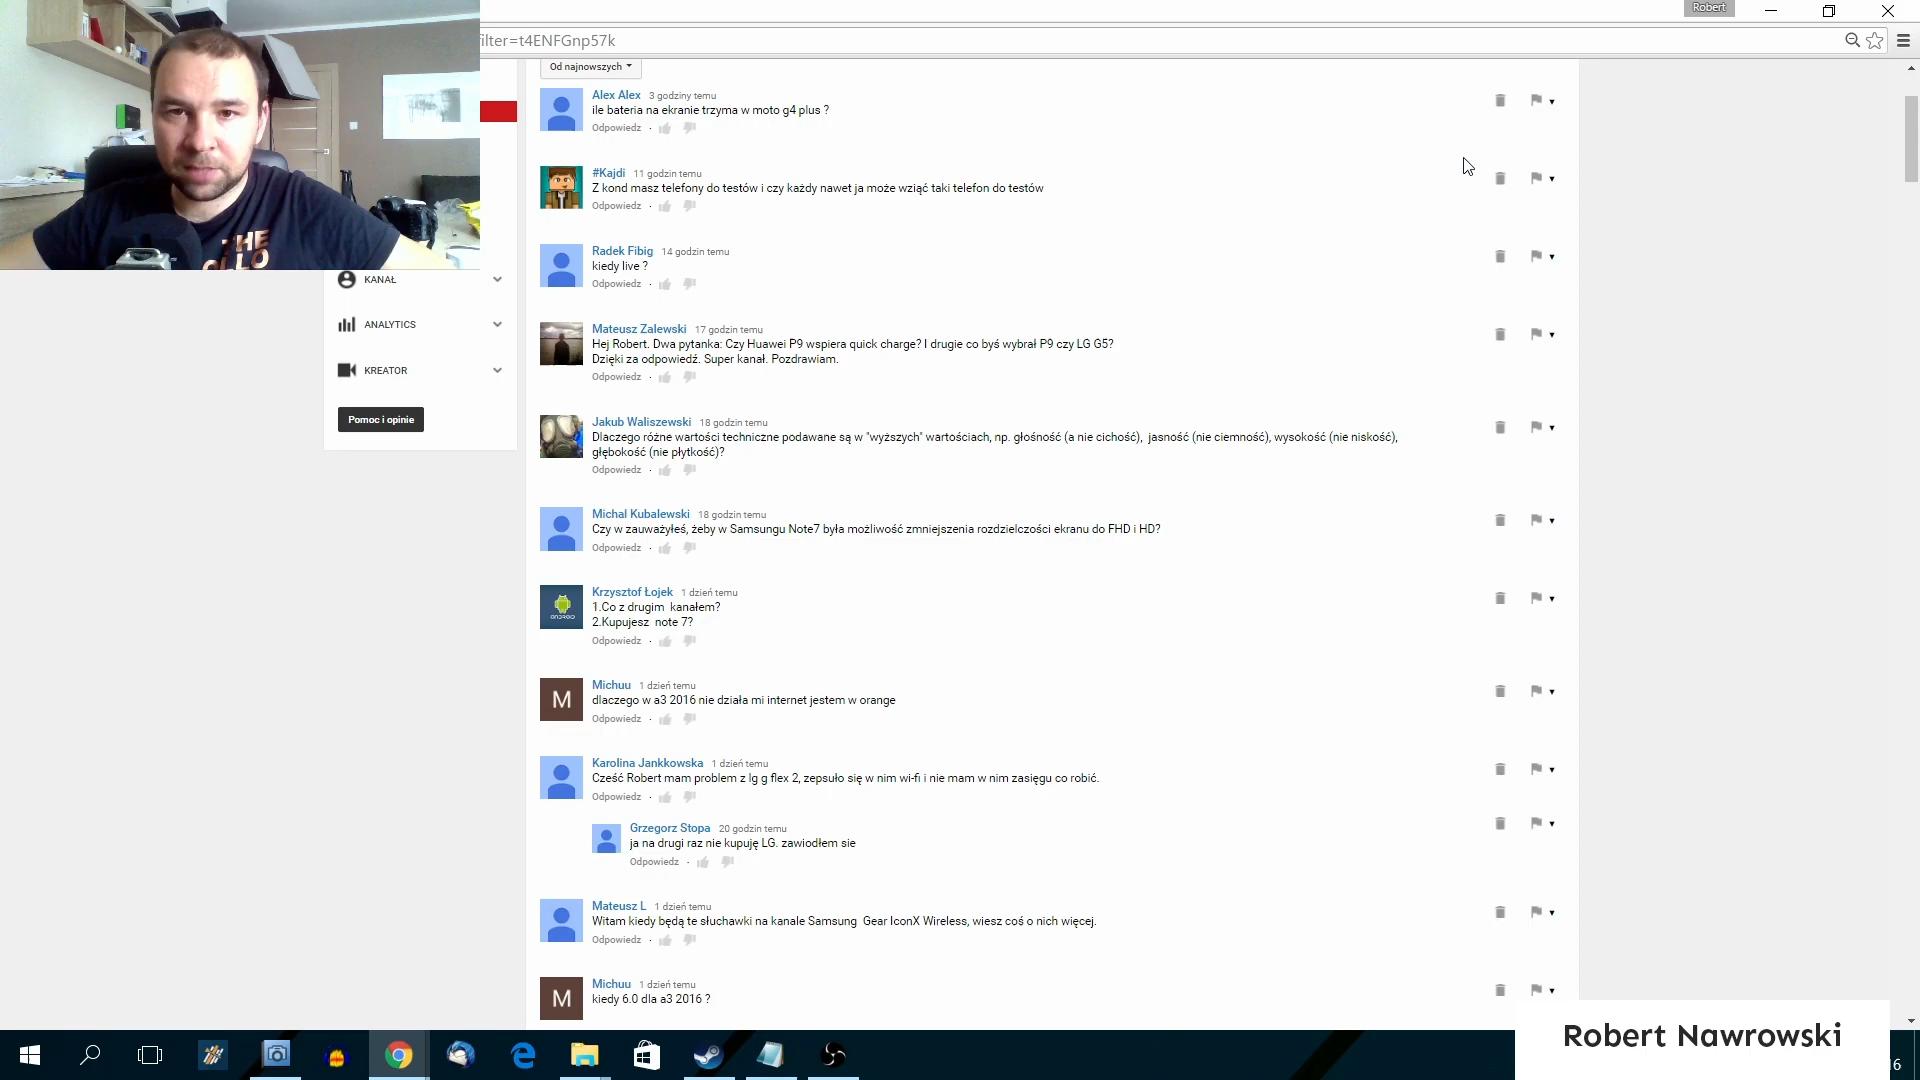 Robert
filter=t4ENFGnp57k
Od najnowszych
Alex Alex 3 godziny temu
ile bateria na ekranie trzyma w moto g4 plus ?
Odpowiedz ·
#Kajdi 11 godzin temu
Z kond masz telefony do testów i czy każdy nawet ja może wziąć taki telefon do testów
Odpowiedz ·
Radek Fibig 14 godzin temu
kiedy live ?
Odpowiedz ·
Mateusz Zalewski 17 godzin temu
Hej Robert. Dwa pytanka: Czy Huawei P9 wspiera quick charge? I drugie co byś wybrał P9 czy LG G5?
Dzięki za odpowiedź. Super kanał. Pozdrawiam.
Odpowiedz ·
Jakub Waliszewski 18 godzin temu
Dlaczego różne wartości techniczne podawane są w "wyższych" wartościach, np. głośność (a nie cichość), jasność (nie ciemność), wysokość (nie niskość),
głębokość (nie płytkość)?
Odpowiedz ·
Michal Kubalewski 18 godzin temu
Czy w zauważyłeś, żeby w Samsungu Note7 była możliwość zmniejszenia rozdzielczości ekranu do FHD i HD?
Odpowiedz ·
Krzysztof Łojek 1 dzień temu
1.Co z drugim kanałem?
2.Kupujesz note 7?
Odpowiedz ·
Michuu 1 dzień temu
dlaczego w a3 2016 nie działa mi internet jestem w orange
Odpowiedz ·
Karolina Jankkowska 1 dzień temu
Cześć Robert mam problem z lg g flex 2, zepsuło się w nim wi-fi i nie mam w nim zasięgu co robić.
Odpowiedz ·
Grzegorz Stopa 20 godzin temu
ja na drugi raz nie kupuję LG. zawiodłem sie
Odpowiedz ·
Mateusz L 1 dzień temu
Witam kiedy będą te słuchawki na kanale Samsung Gear IconX Wireless, wiesz coś o nich więcej.
Odpowiedz ·
Michuu 1 dzień temu
kiedy 6.0 dla a3 2016 ?
KANAŁ
ANALYTICS
KREATOR
Pomoc i opinie
M
M
ANDROID
THE
Robert Nawrowski
16